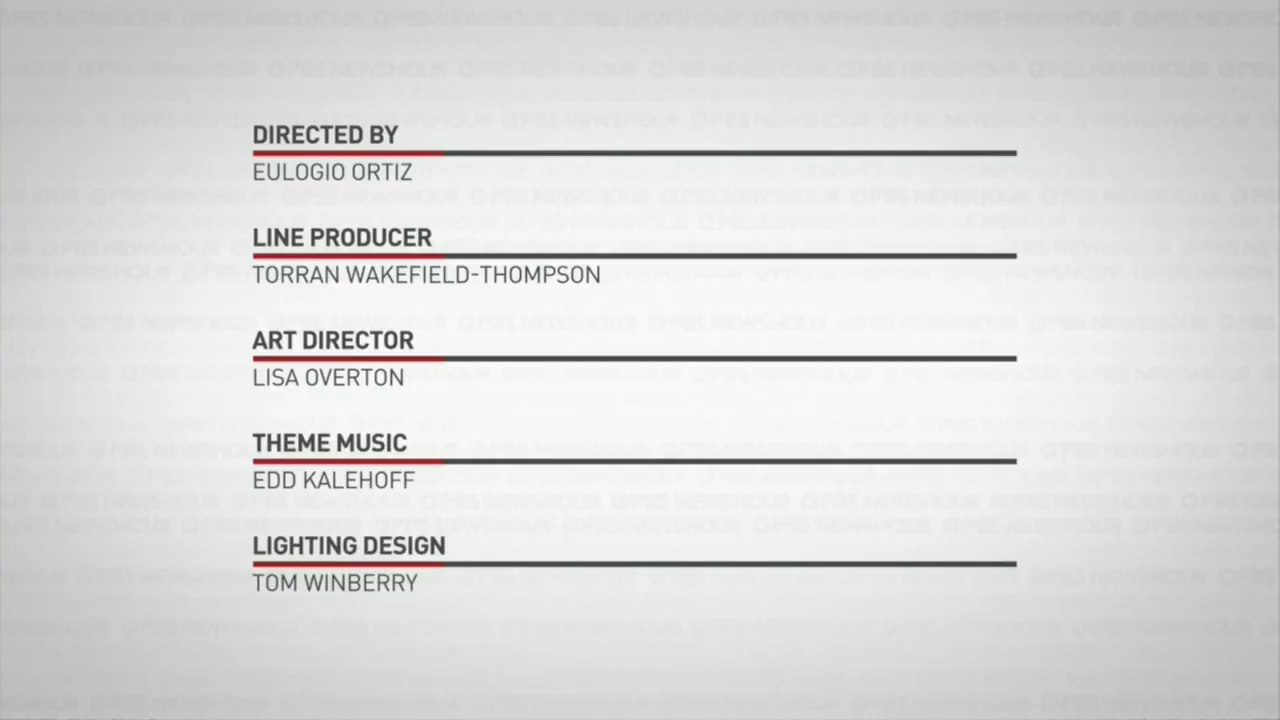 DIRECTED BY
EULOGIO ORTIZ
LINE PRODUCER
TORRAN WAKEFIELD-THOMPSON
ART DIRECTOR
LISA OVERTON
THEME MUSIC
EDD KALEHOFF
LIGHTING DESIGN
TOM WINBERRY